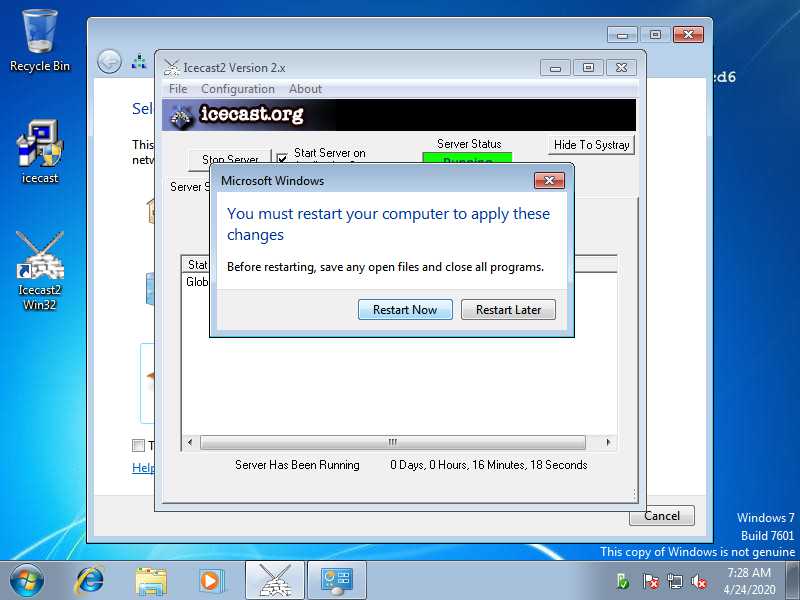 Recycle Bin
icecast
Icecast2
Win32
Icecast2 Version 2.x
File Configuration About
icecast.org
Server Status
Hide To Systray
Stop Server
Start Server on
Running
Server S
Microsoft Windows
You must restart your computer to apply these
changes
Before restarting, save any open files and close all programs.
Restart Now
Restart Later
Sel
This
netw
Stat
Glob
T
Help
Server Has Been Running 0 Days, 0 Hours, 16 Minutes, 18 Seconds
Cancel
Windows 7
Build 7601
This copy of Windows is not genuine
7:28 AM
4/24/2020